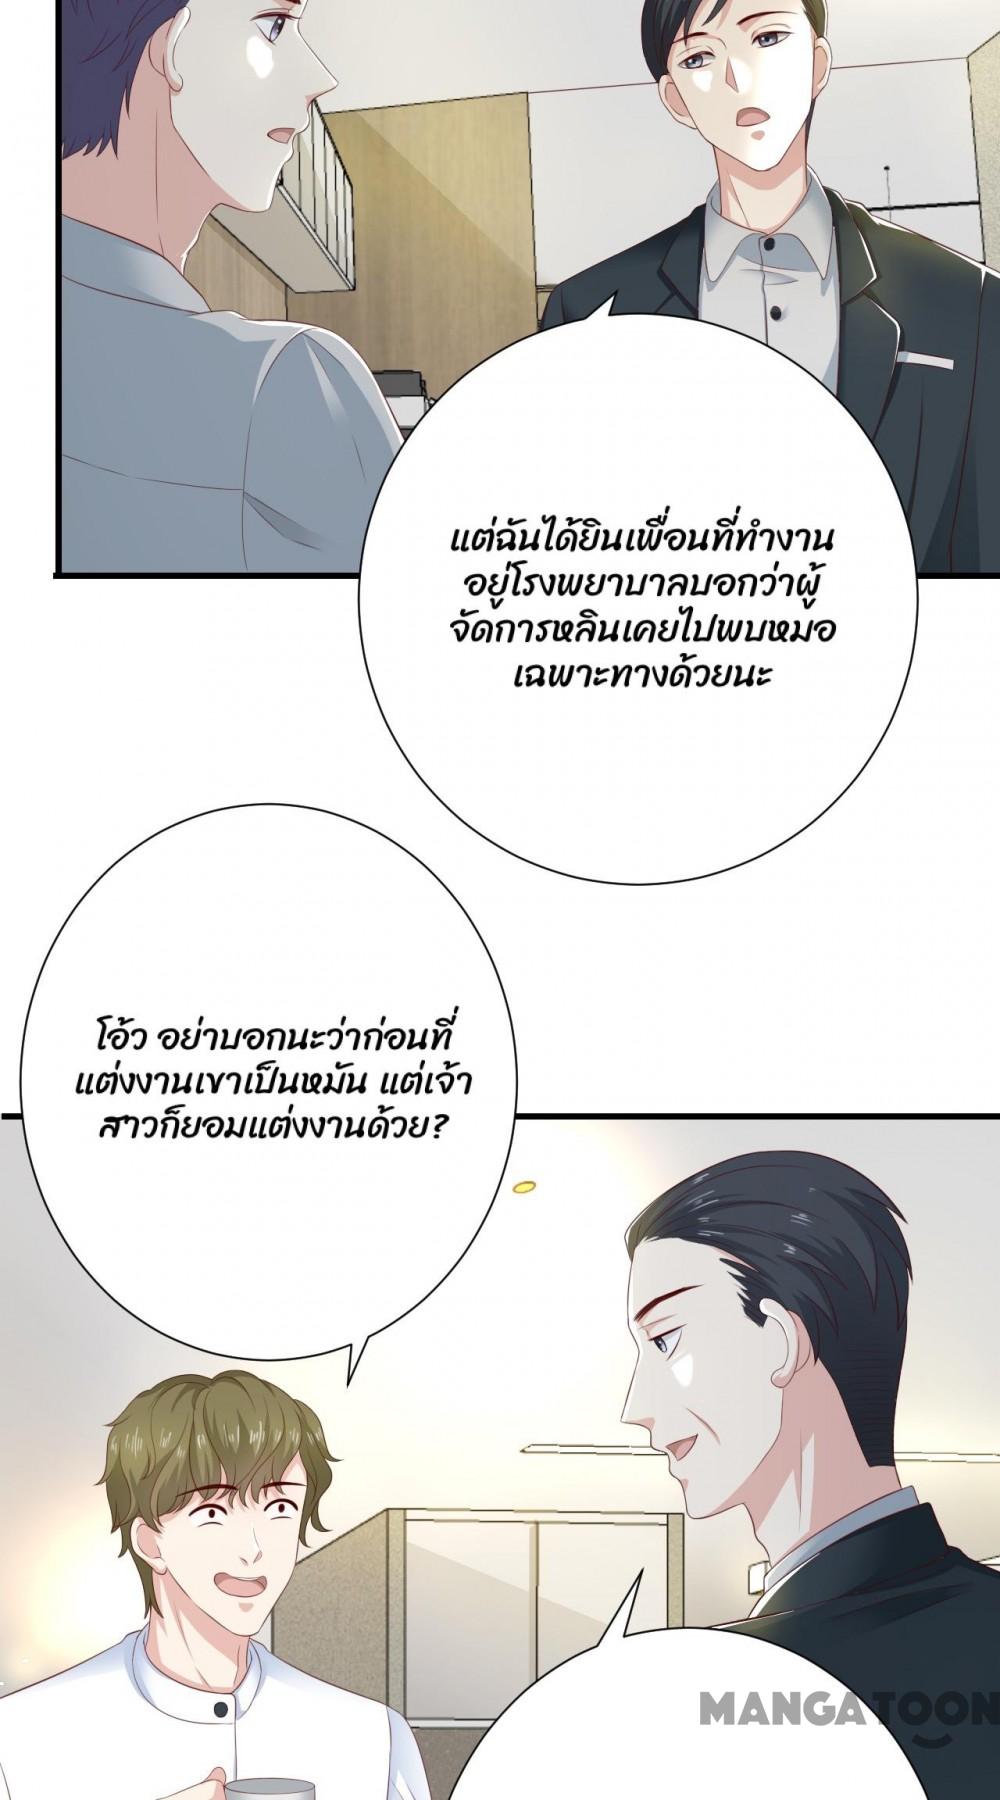 แต่ฉันได้ยินเพื่อนที่ทำงาน
อยู่โรงพยาบาลบอกว่าผู้
จัดการหลินเคยไปพบหมอ
เฉพาะทางด้วยนะ
โอ้ว อย่าบอกนะว่าก่อนที่
แต่งงานเขาเป็นหมัน แต่เจ้า
สาวก็ยอมแต่งงานด้วย?
MANGATOON